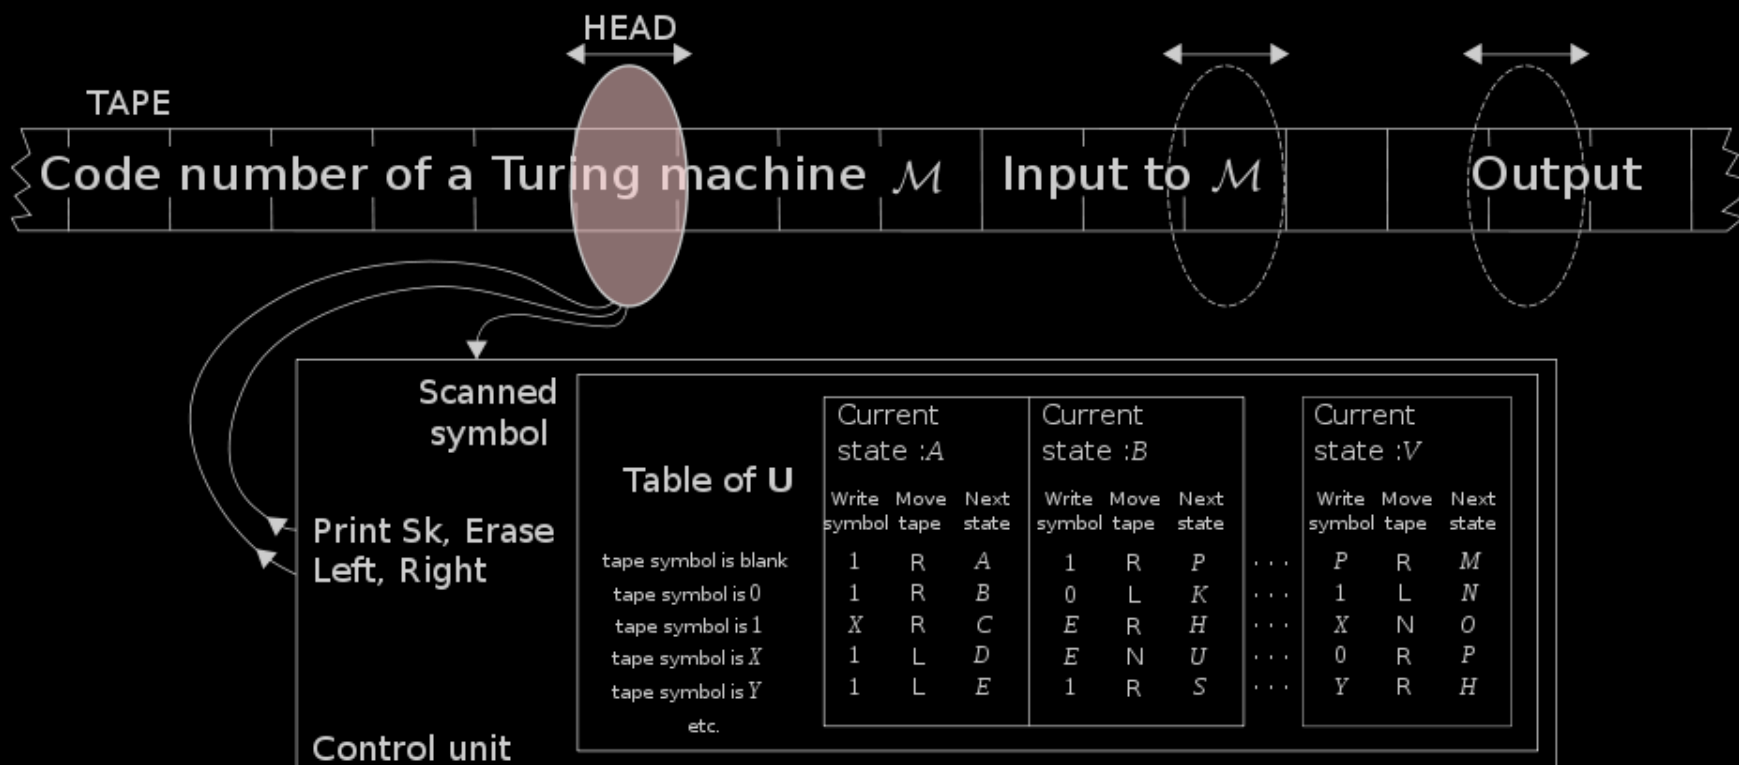 HEAD
TAPE
Code number of a Turing machine ℳ Input to ℳ Output
Scanned
symbol
Print Sk, Erase
Left, Right
Control unit
Table of U
Current Current Current
state :A state :B state :V
Write Move Next Write Move Next Write Move Next
symbol tape state symbol tape state symbol tape state
tape symbol is blank 1 R A 1 R P ··· P R M
tape symbol is 0 1 R B 0 L K ··· 1 L N
tape symbol is 1 X R C E R H ··· X N O
tape symbol is X 1 L D E N U ··· 0 R P
tape symbol is Y 1 L E 1 R S ··· Y R H
etc.